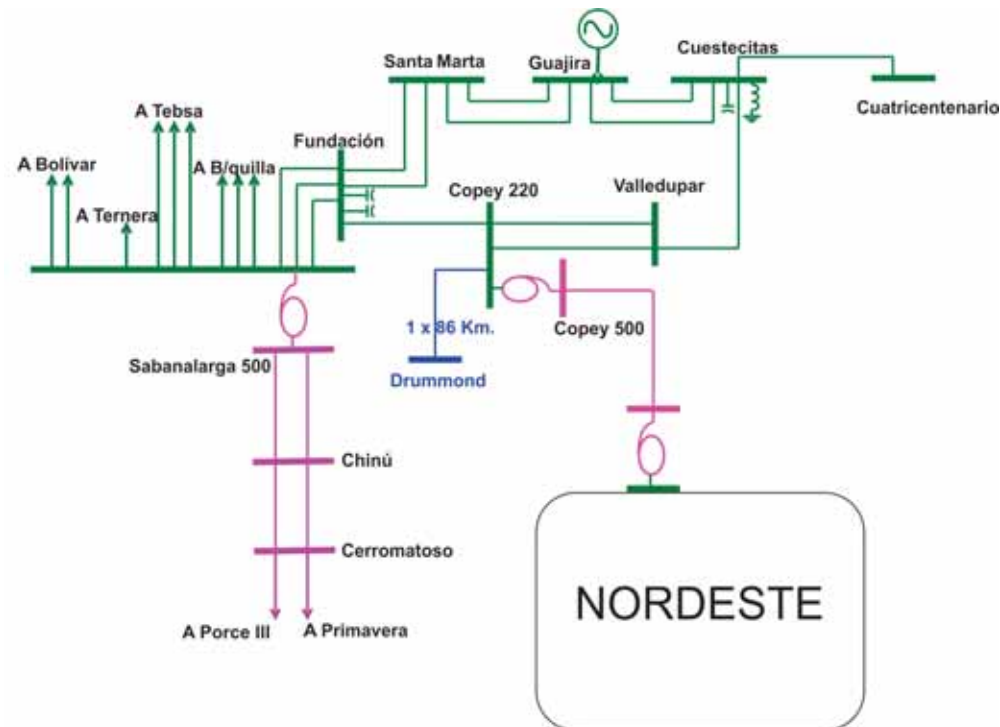 Santa Marta
Guajira
Cuestecitas
Cuatricentenario
A Tebsa
Fundación
A Bolívar
A B/quilla
A Ternera
Copey 220
Valledupar
1 x 86 Km.
Copey 500
Drummond
Sabanalarga 500
Chinú
Cerromatoso
A Porce III
A Primavera
NORDESTE